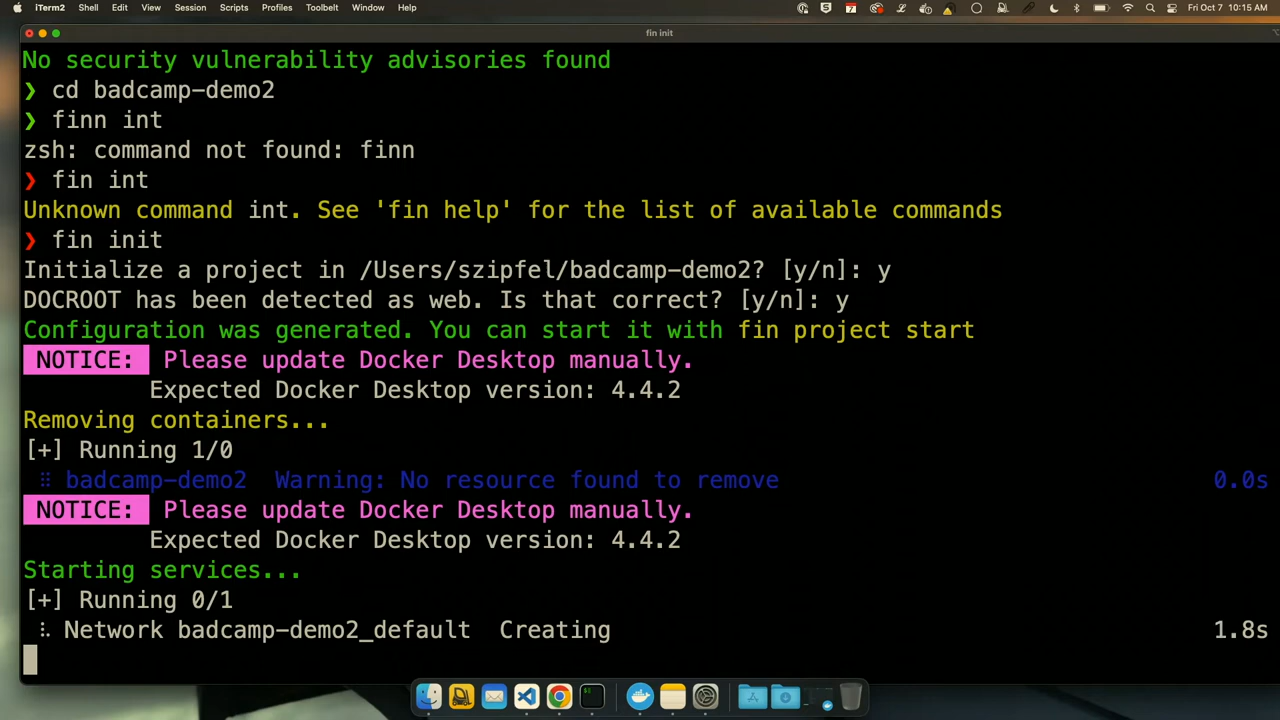 iTerm2 Shell Edit View Session Scripts Profiles Toolbelt Window Help Fri Oct 7 10:15 AM
fin init
No security vulnerability advisories found
❯ cd badcamp-demo2
❯ finn int
zsh: command not found: finn
❯ fin int
Unknown command int. See 'fin help' for the list of available commands
❯ fin init
Initialize a project in /Users/szipfel/badcamp-demo2? [y/n]: y
DOCROOT has been detected as web. Is that correct? [y/n]: y
Configuration was generated. You can start it with fin project start
NOTICE: Please update Docker Desktop manually.
Expected Docker Desktop version: 4.4.2
Removing containers...
[+] Running 1/0
⠿ badcamp-demo2 Warning: No resource found to remove 0.0s
NOTICE: Please update Docker Desktop manually.
Expected Docker Desktop version: 4.4.2
Starting services...
[+] Running 0/1
⠧ Network badcamp-demo2_default Creating 1.8s